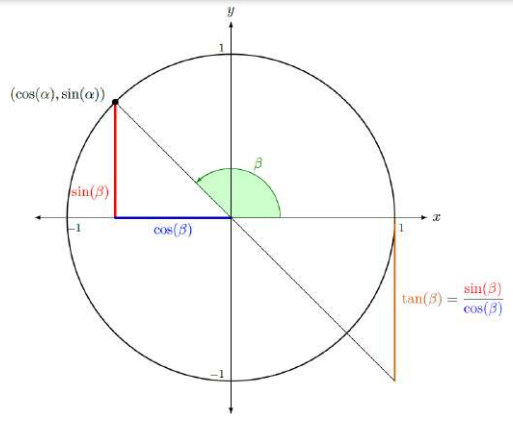 y
1
(cos(α), sin(α))
β
sin(β)
x
−1
cos(β)
1
tan(β) = sin(β)/cos(β)
−1